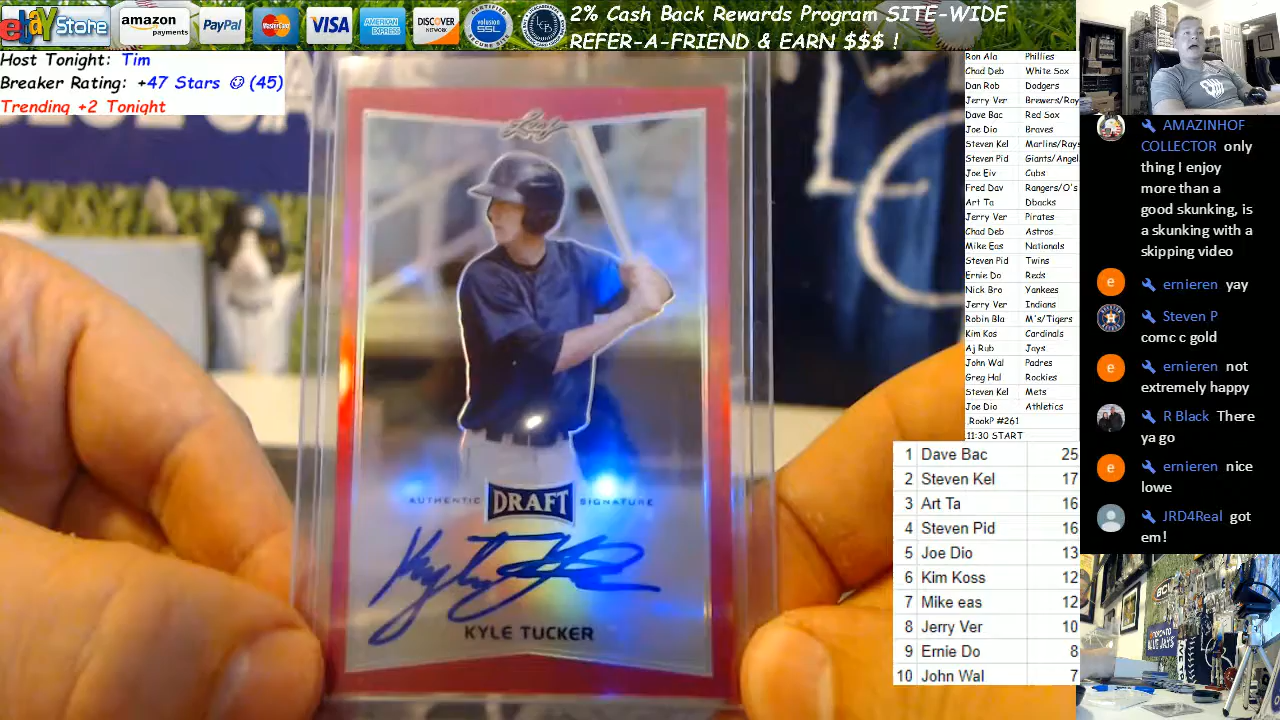 ebay Store
amazon
payments
PayPal
MasterCard
VISA
AMERICAN EXPRESS
DISCOVER
NETWORK
volusion
SSL
2% Cash Back Rewards Program SITE-WIDE
REFER-A-FRIEND & EARN $$$ !
Host Tonight: Tim
Breaker Rating: +47 Stars (45)
Trending +2 Tonight
Leaf
AUTHENTIC DRAFT SIGNATURE
KYLE TUCKER
Ron Ala Phillies
Chad Deb White Sox
Dan Rob Dodgers
Jerry Ver Brewers/Ray
Dave Bac Red Sox
Joe Dio Braves
Steven Kel Marlins/Rays
Steven Pid Giants/Angel
Joe Eiv Cubs
Fred Dav Rangers/O's
Art Ta Dbacks
Jerry Ver Pirates
Chad Deb Astros
Mike Eas Nationals
Steven Pid Twins
Ernie Do Reds
Nick Bro Yankees
Jerry Ver Indians
Robin Bla M's/Tigers
Kim Kos Cardinals
Aj Rub Jays
John Wal Padres
Greg Hal Rockies
Steven Kel Mets
Joe Dio Athletics
RookP #261
11:30 START
1 Dave Bac 25
2 Steven Kel 17
3 Art Ta 16
4 Steven Pid 16
5 Joe Dio 13
6 Kim Koss 12
7 Mike eas 12
8 Jerry Ver 10
9 Ernie Do 8
10 John Wal 7
AMAZINHOF
COLLECTOR only
thing I enjoy
more than a
good skunking, is
a skunking with a
skipping video
e ernieren yay
Steven P
comc c gold
e ernieren not
extremely happy
R Black There
ya go
e ernieren nice
lowe
JRD4Real got
em!